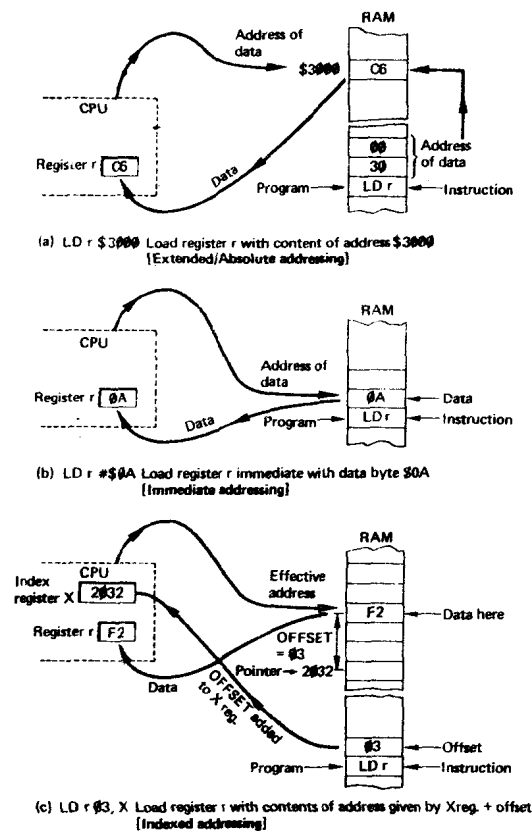 RAM
Address of
data
$3000
C6
CPU
00
Address
of data
Register r
C6
30
Data
Program
LD r
Instruction
(a) LD r $3000 Load register r with content of address $3000
[Extended/Absolute addressing]
RAM
CPU
Address of
data
Register r
0A
0A
Data
Data
Program
LD r
Instruction
(b) LD r #$0A Load register r immediate with data byte $0A
[Immediate addressing]
RAM
CPU
Index
register X
2032
Effective
address
F2
Data here
Register r
F2
OFFSET
= 03
Pointer
2032
Data
OFFSET added
to X reg.
03
Offset
Program
LD r
Instruction
(c) LD r 03, X Load register r with contents of address given by Xreg. + offset
[Indexed addressing]